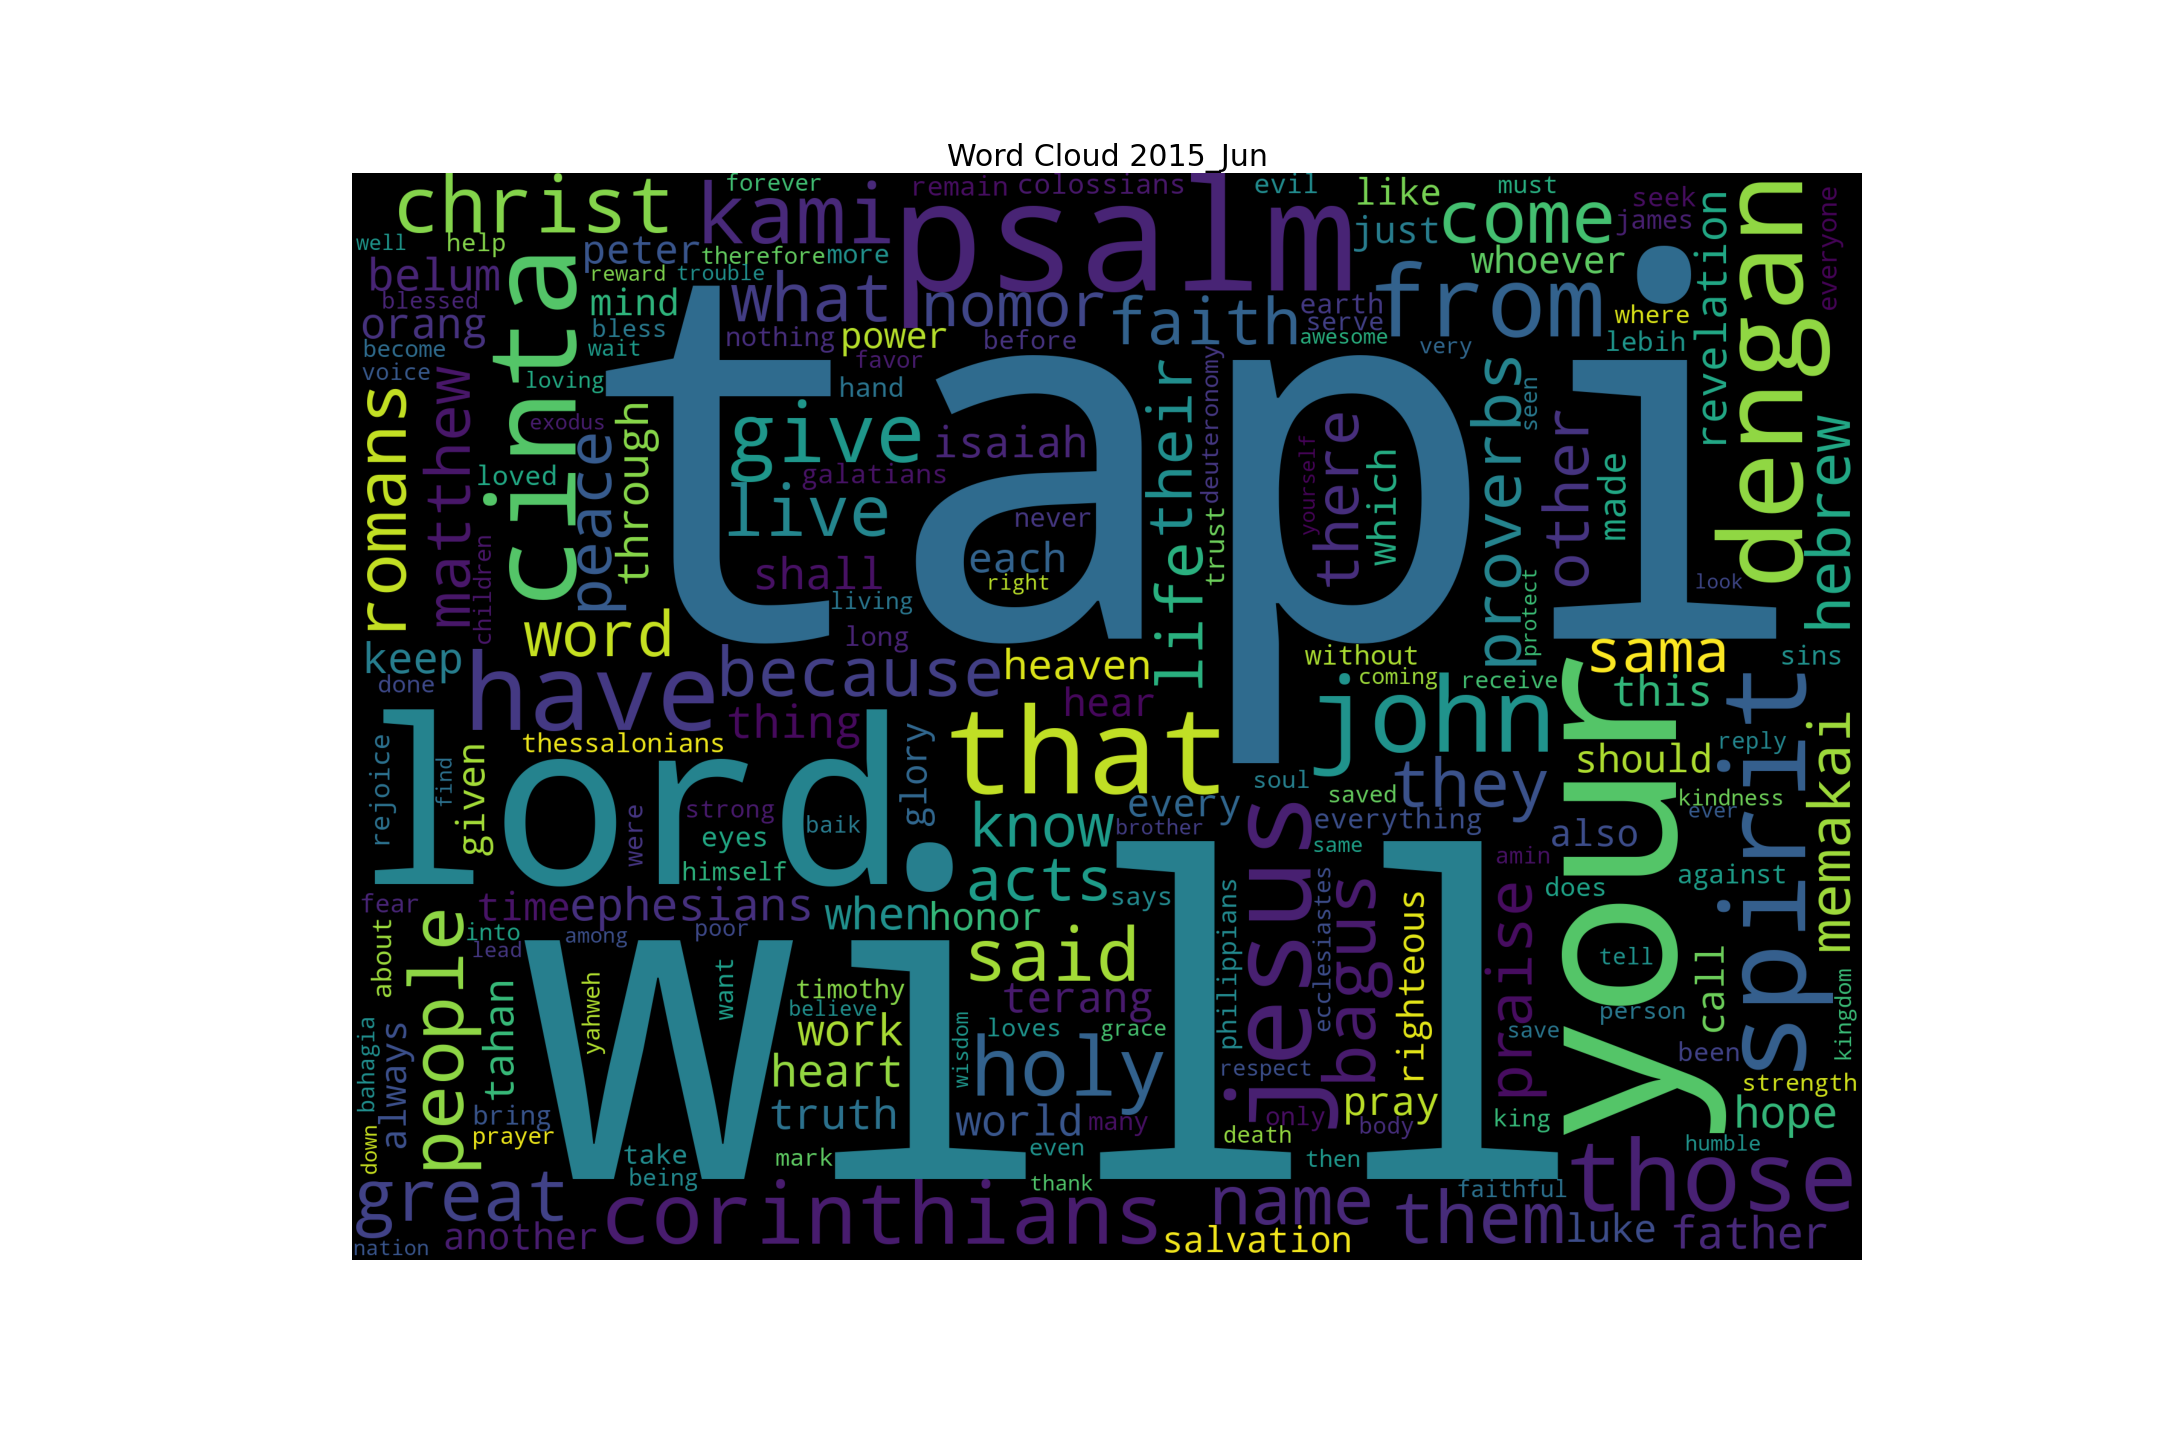 Word Cloud 2015_Jun
christ
forever
kami
remain
colossians
psalm
evil
like
must
come
seek
james
everyone
dengan
well
help
peter
therefore
more
just
whoever
revelation
belum
blessed
reward
trouble
mind
what
nomor
faith
earth
serve
from
where
orang
bless
nothing
power
before
awesome
very
lebih
become
wait
favor
voice
loving
hand
cinta
tapi
romans
matthew
exodus
peace
through
give
isaiah
their
deuteronomy
there
yourself
which
proverbs
seen
other
made
hebrew
loved
galatians
live
never
each
trust
children
shall
right
living
life
protect
look
word
long
keep
done
have
because
heaven
hear
without
coming
receive
sama
sins
this
thing
that
john
your
spirit
memakai
thessalonians
lord
rejoice
find
given
glory
soul
they
should
reply
kindness
ever
strong
were
eyes
baik
know
every
brother
saved
everything
also
himself
acts
same
amin
does
against
fear
time
ephesians
when
honor
says
philippians
jesus
ecclesiastes
bagus
righteous
praise
into
lead
among
poor
said
tell
call
about
people
tahan
yahweh
want
will
timothy
believe
terang
work
loves
grace
wisdom
holy
respect
save
person
been
kingdom
bahagia
always
heart
strength
bring
truth
world
many
only
pray
body
king
hope
down
prayer
death
humble
take
being
mark
even
then
thank
faithful
those
great
corinthians
name
them
luke
father
another
nation
salvation